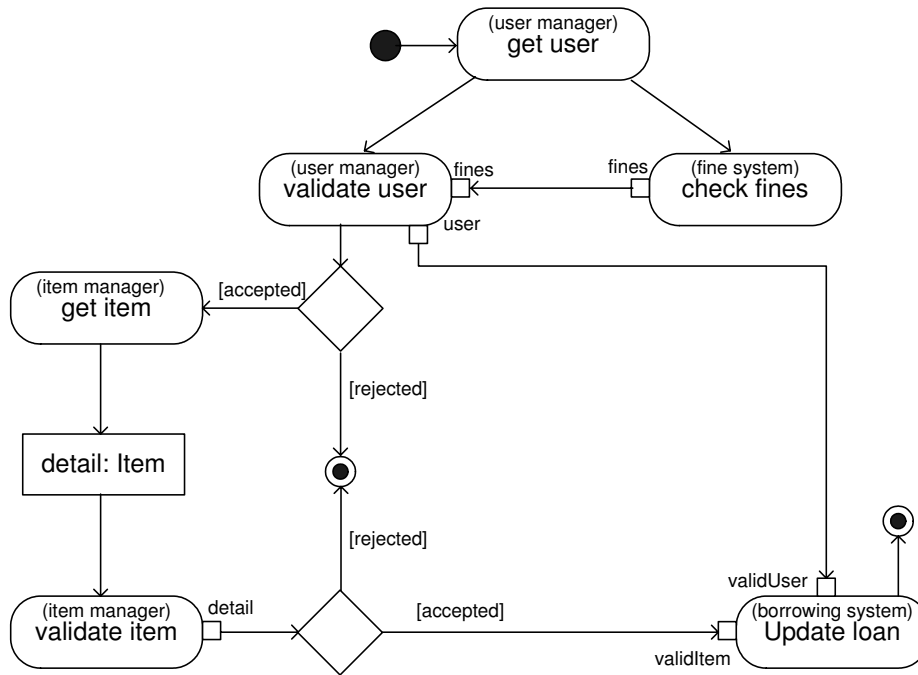 (user manager)
get user
(user manager)
validate user
fines
fines
(fine system)
check fines
user
(item manager)
get item
[accepted]
[rejected]
detail: Item
[rejected]
(item manager)
validate item
detail
[accepted]
validUser
validItem
(borrowing system)
Update loan